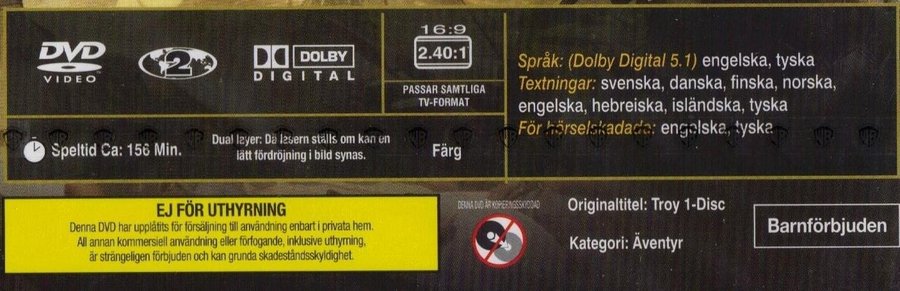 DVD
VIDEO
2
DOLBY
DIGITAL
16:9
2.40:1
PASSAR SAMTLIGA
TV-FORMAT
Språk: (Dolby Digital 5.1) engelska, tyska
Textningar: svenska, danska, finska, norska,
engelska, hebreiska, isländska, tyska
För hörselskadade: engelska, tyska
Speltid Ca: 156 Min.
Dual layer: Då lasern ställs om kan en
lätt fördröjning i bild synas.
Färg
EJ FÖR UTHYRNING
Denna DVD har upplåtits för försäljning till användning enbart i privata hem.
All annan kommersiell användning eller förfogande, inklusive uthyrning,
är strängeligen förbjuden och kan grunda skadeståndsskyldighet.
DENNA DVD ÄR KOPIERINGSSKYDDAD
Originaltitel: Troy 1-Disc
Kategori: Äventyr
Barnförbjuden